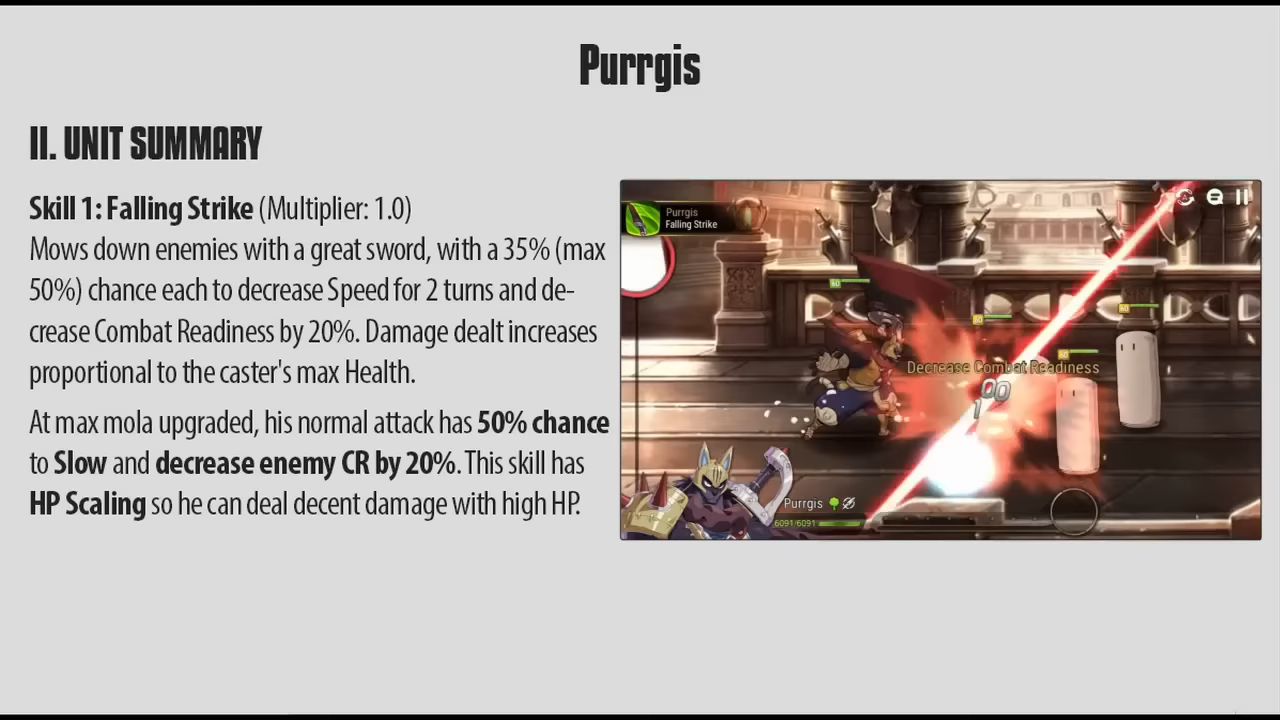 Purrgis
II. UNIT SUMMARY
Skill 1: Falling Strike (Multiplier: 1.0)
Mows down enemies with a great sword, with a 35% (max
50%) chance each to decrease Speed for 2 turns and de-
crease Combat Readiness by 20%. Damage dealt increases
proportional to the caster's max Health.
At max mola upgraded, his normal attack has 50% chance
to Slow and decrease enemy CR by 20%. This skill has
HP Scaling so he can deal decent damage with high HP.
Purrgis
Falling Strike
60
60
60
60
Decrease Combat Readiness
Purrgis
6091/6091